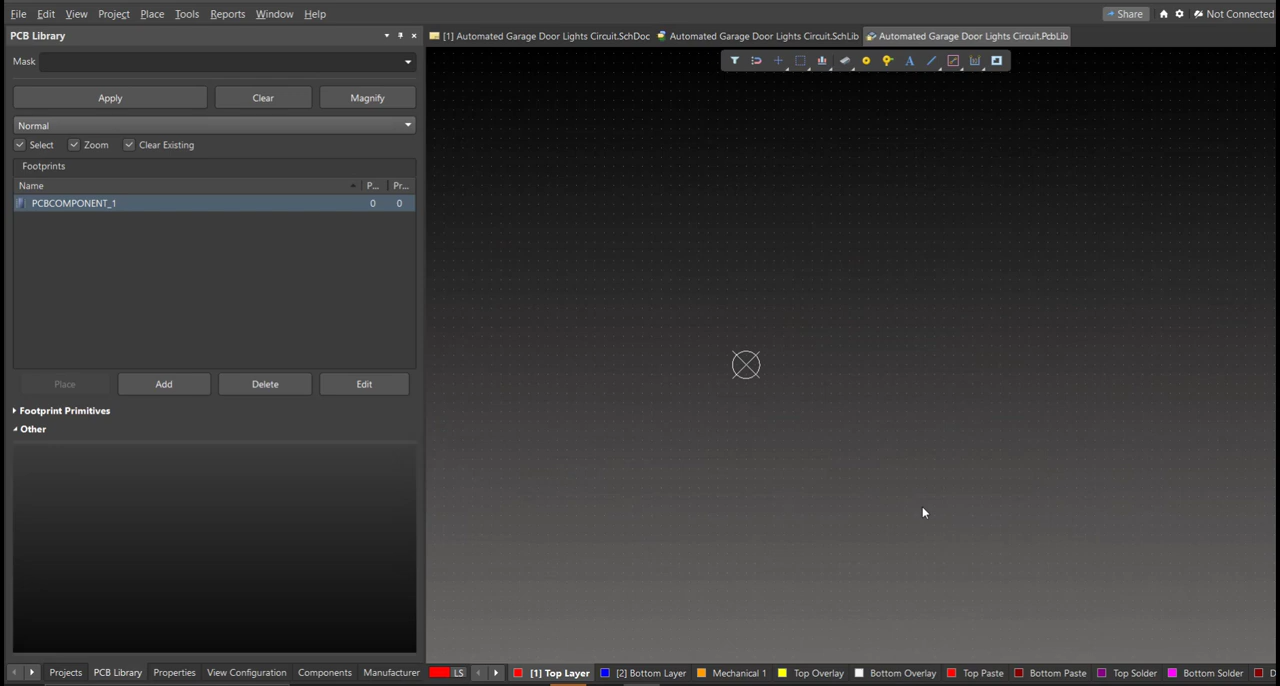 File Edit View Project Place Tools Reports Window Help Share Not Connected
PCB Library [1] Automated Garage Door Lights Circuit.SchDoc Automated Garage Door Lights Circuit.SchLib Automated Garage Door Lights Circuit.PcbLib
Mask
Apply Clear Magnify
Normal
Select Zoom Clear Existing
Footprints
Name P... Pr...
PCBCOMPONENT_1 0 0
Place Add Delete Edit
Footprint Primitives
Other
Projects PCB Library Properties View Configuration Components Manufacturer LS [1] Top Layer [2] Bottom Layer Mechanical 1 Top Overlay Bottom Overlay Top Paste Bottom Paste Top Solder Bottom Solder